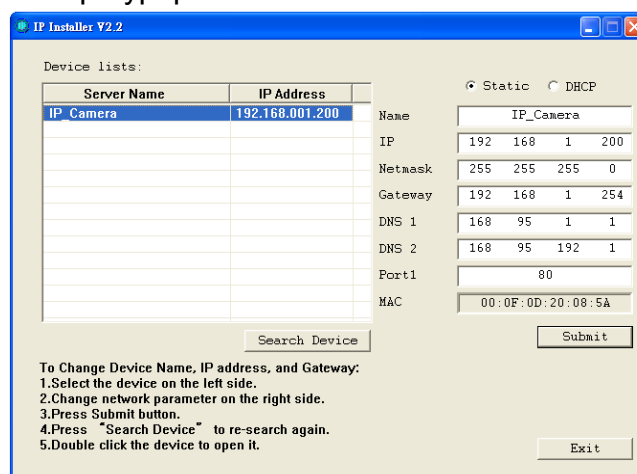 IP Installer V2.2
Device lists:
Server Name IP Address
IP_Camera 192.168.001.200
Search Device
To Change Device Name, IP address, and Gateway:
1.Select the device on the left side.
2.Change network parameter on the right side.
3.Press Submit button.
4.Press “Search Device” to re-search again.
5.Double click the device to open it.
Static DHCP
Name IP_Camera
IP 192 168 1 200
Netmask 255 255 255 0
Gateway 192 168 1 254
DNS 1 168 95 1 1
DNS 2 168 95 192 1
Port1 80
MAC 00:0F:0D:20:08:5A
Submit
Exit